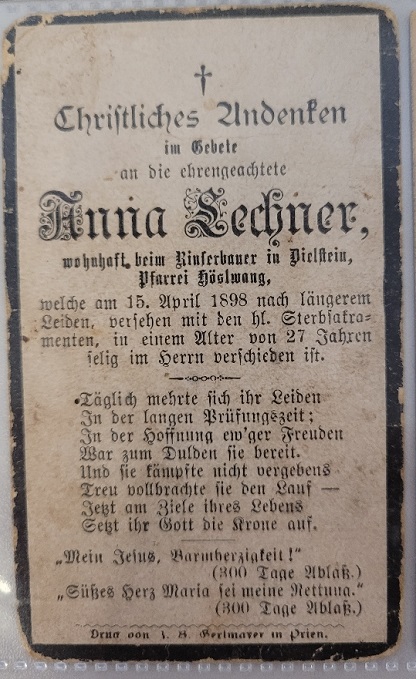 Christliches Andenken
im Gebete
an die ehrengeachtete
Anna Lechner,
wohnhaft beim Rinserbauer in Dielstein,
Pfarrei Höslwang,
welche am 15. April 1898 nach längerem
Leiden, versehen mit den hl. Sterbsakra-
menten, in einem Alter von 27 Jahren
selig im Herrn verschieden ist.
Täglich mehrte sich ihr Leiden
In der langen Prüfungszeit;
In der Hoffnung ew'ger Freuden
War zum Dulden sie bereit.
Und sie kämpfte nicht vergebens
Treu vollbrachte sie den Lauf —
Jetzt am Ziele ihres Lebens
Setzt ihr Gott die Krone auf.
„Mein Jesus, Barmherzigkeit!"
(300 Tage Ablaß.)
„Süßes Herz Maria sei meine Rettung."
(300 Tage Ablaß.)
Druck von in Prien.